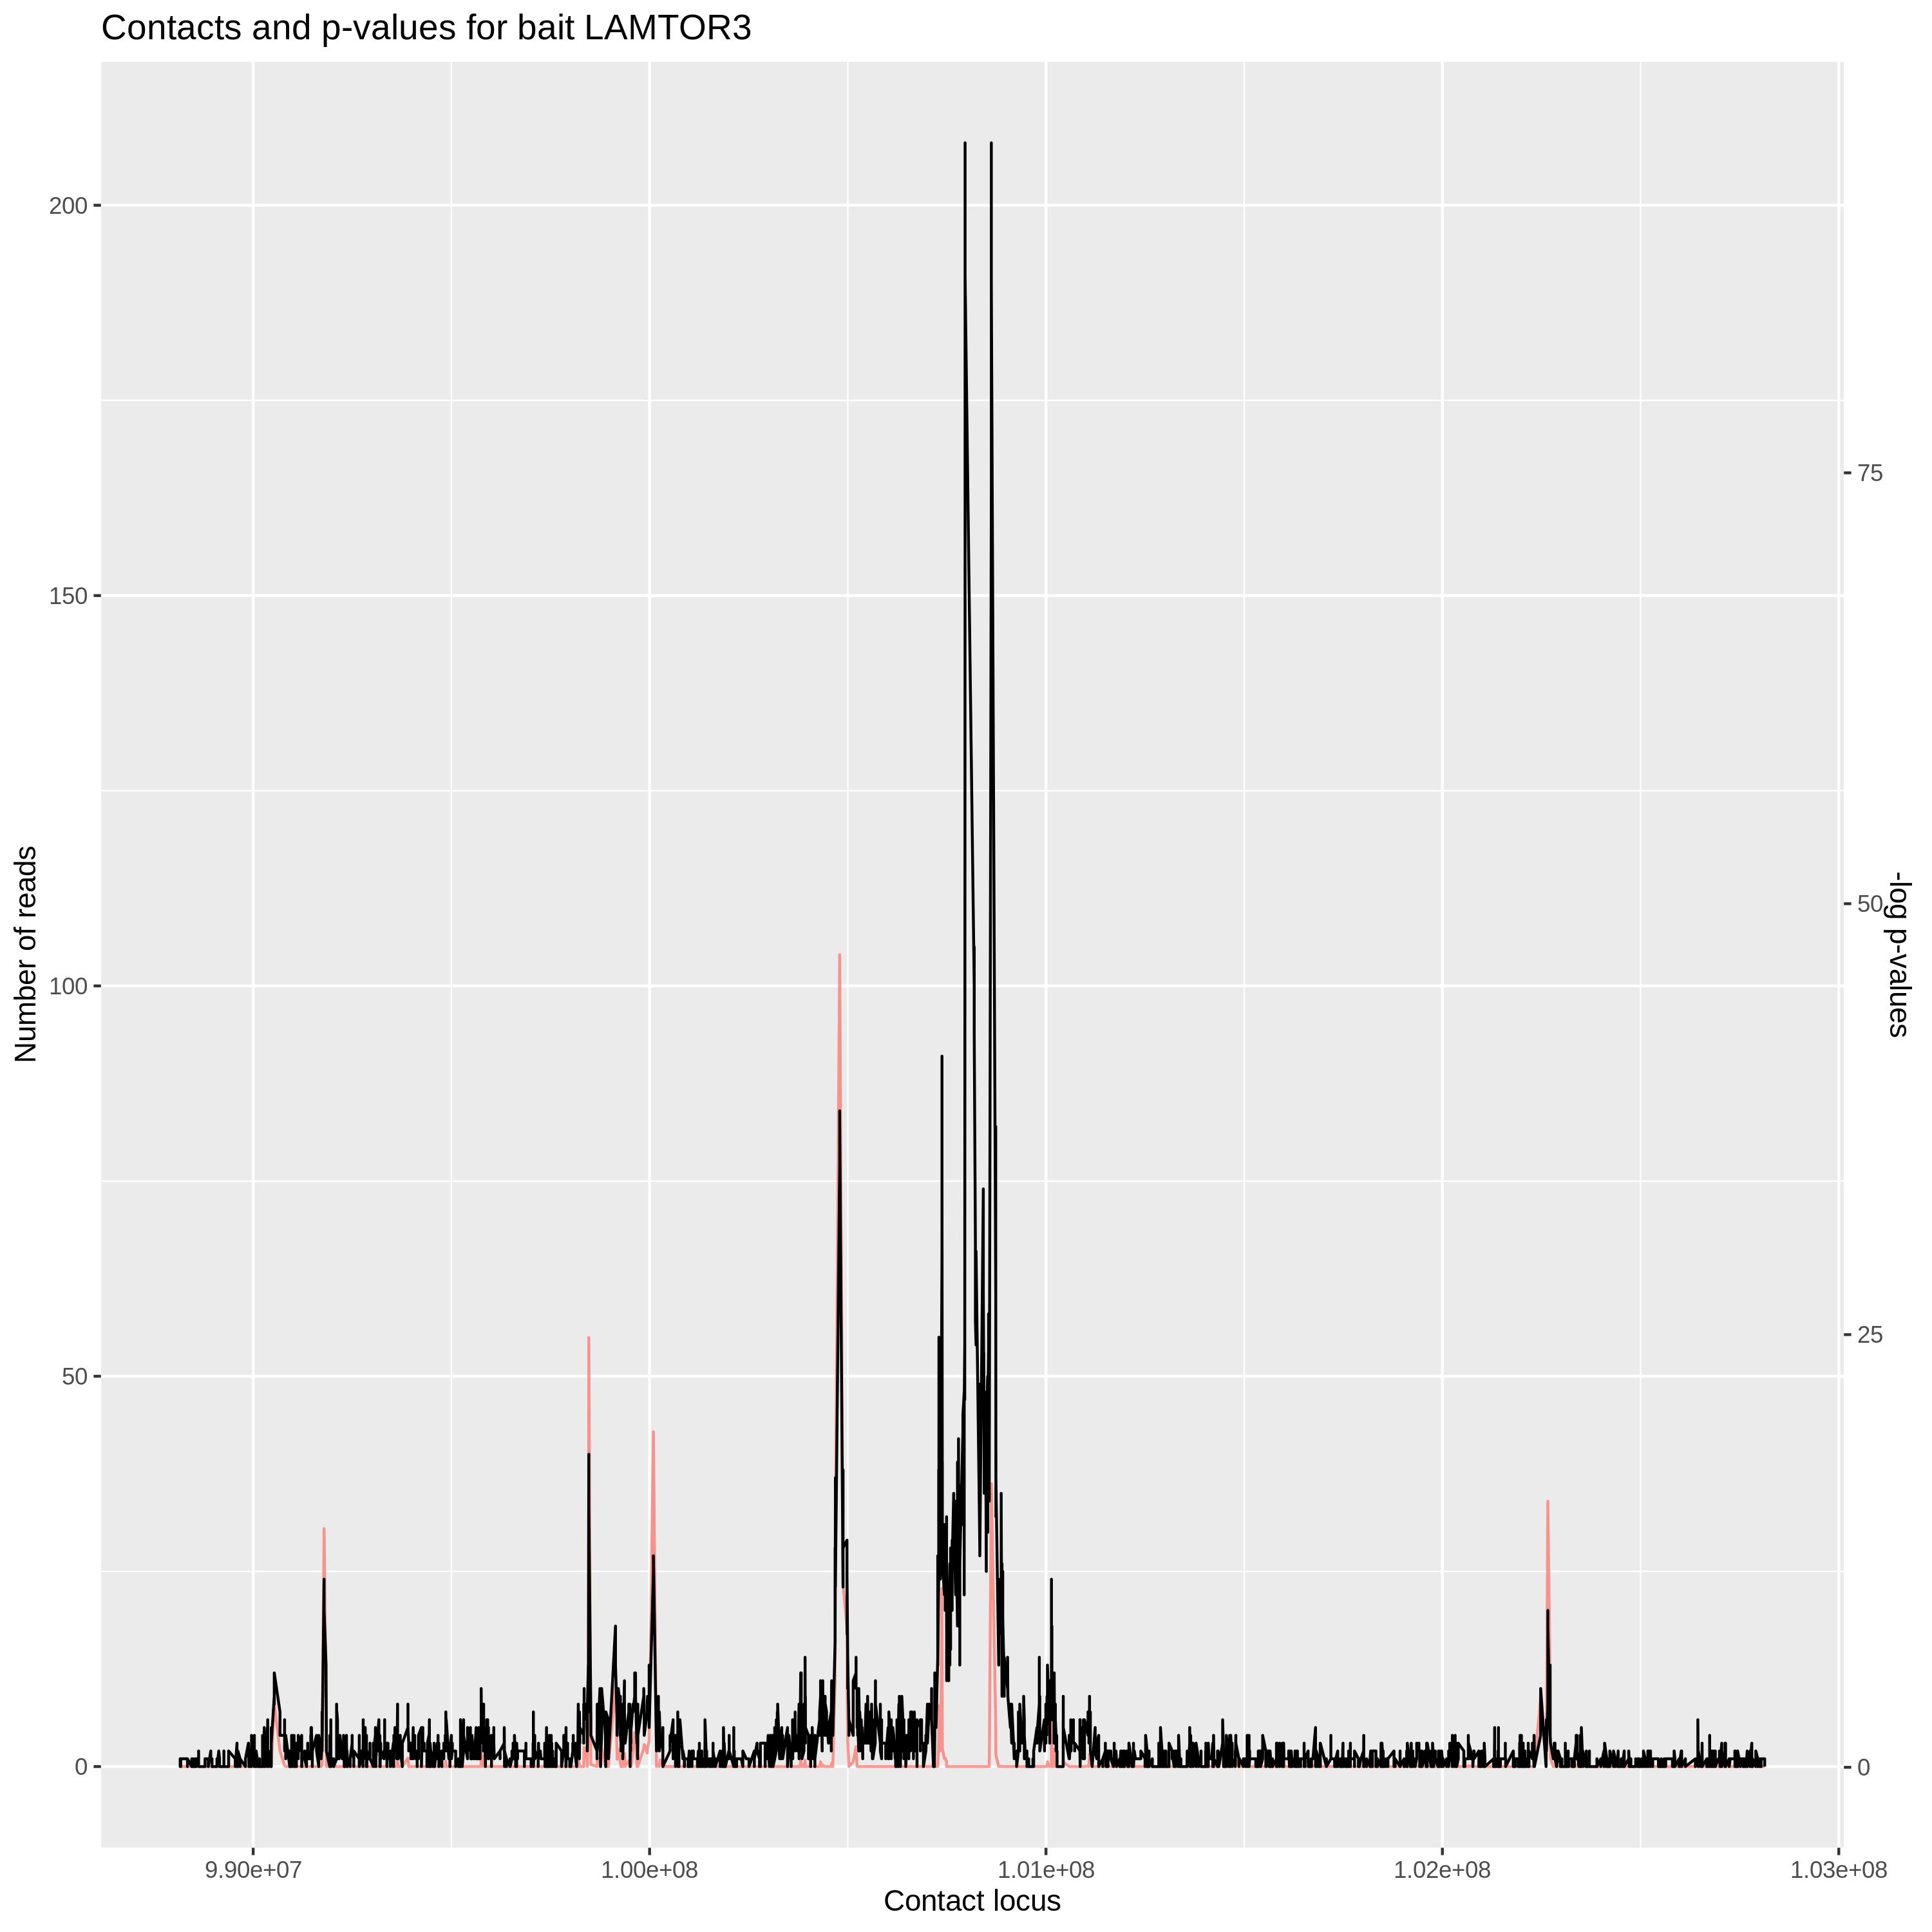 Contacts and p-values for bait LAMTOR3
200
150
100
50
0
Number of reads
75
50
25
0
-log p-values
9.90e+07
1.00e+08
1.01e+08
1.02e+08
1.03e+08
Contact locus